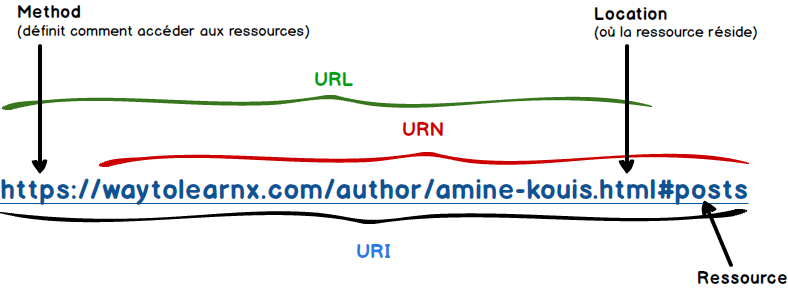 Method
(définit comment accéder aux ressources)
Location
(où la ressource réside)
URL
URN
https://waytolearnx.com/author/amine-kouis.html#posts
URI
Ressource